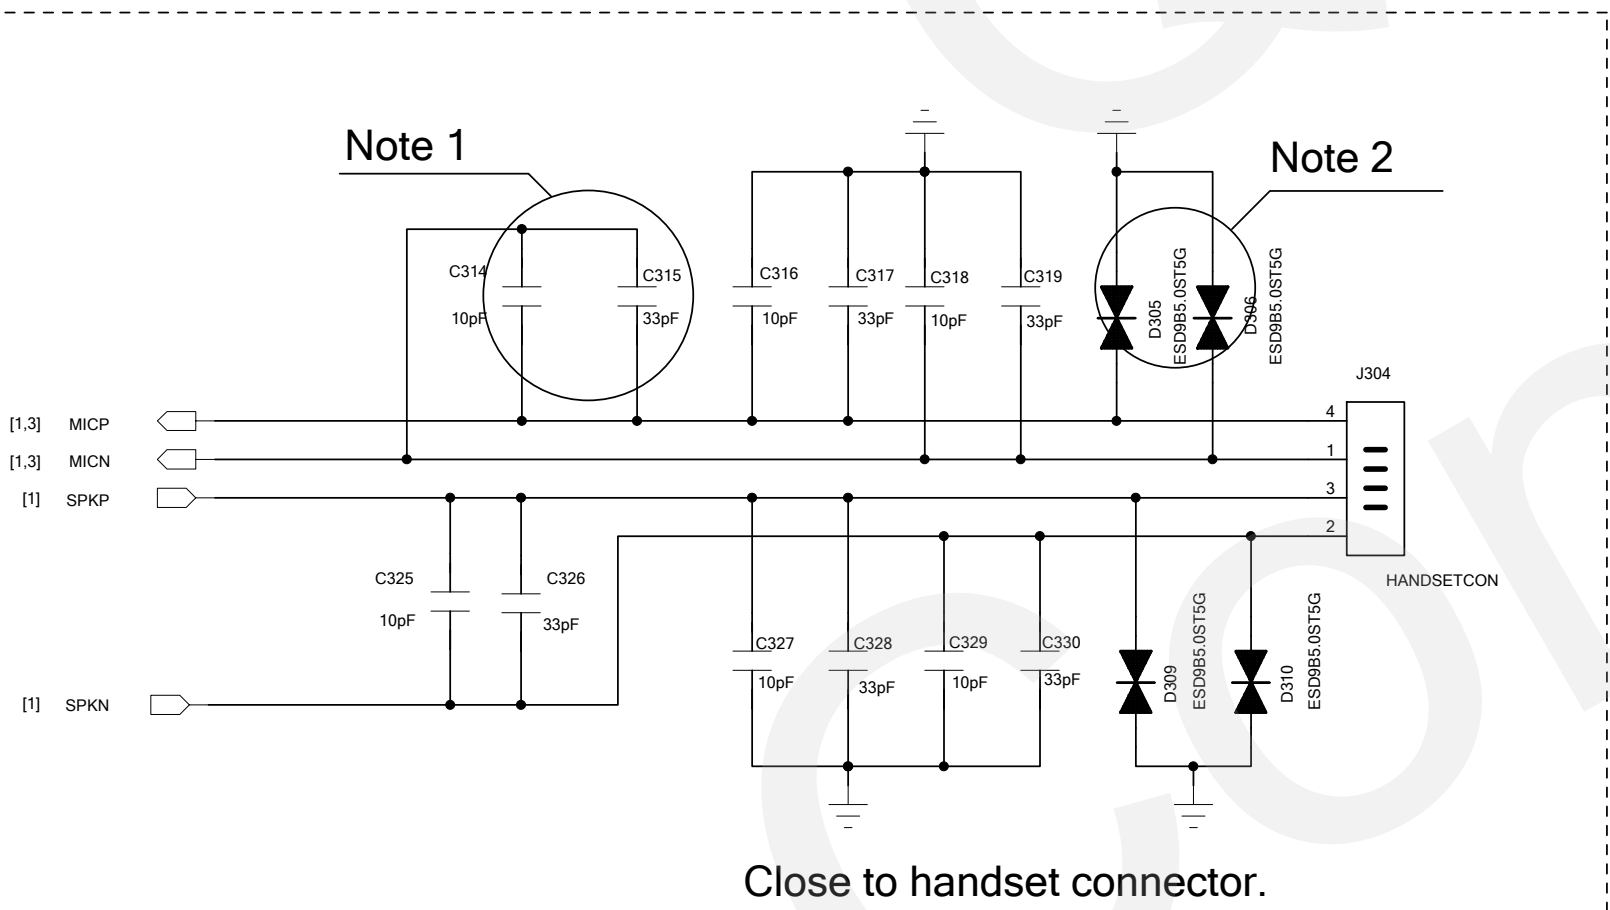 Note 1
Note 2
C314
10pF
C315
33pF
C316
10pF
C317
33pF
C318
10pF
C319
33pF
D305
ESD9B5.0ST5G
D306
ESD9B5.0ST5G
J304
[1,3] MICP
4
[1,3] MICN
1
[1] SPKP
3
2
HANDSETCON
C325
10pF
C326
33pF
C327
10pF
C328
33pF
C329
10pF
C330
33pF
D309
ESD9B5.0ST5G
D310
ESD9B5.0ST5G
[1] SPKN
Close to handset connector.